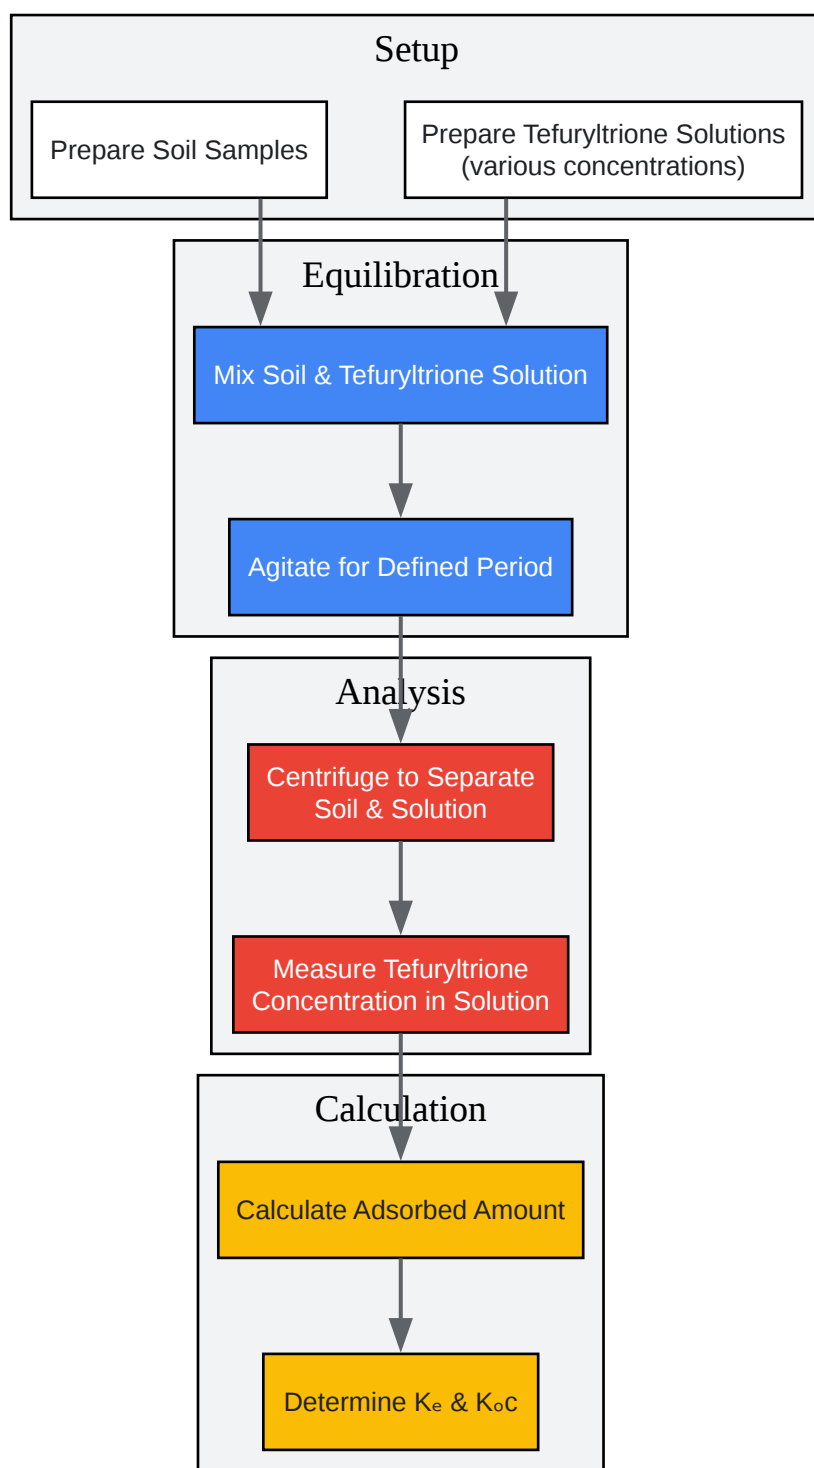 Setup
Prepare Soil Samples
Prepare Tefuryltrione Solutions
(various concentrations)
Equilibration
Mix Soil & Tefuryltrione Solution
Agitate for Defined Period
Analysis
Centrifuge to Separate
Soil & Solution
Measure Tefuryltrione
Concentration in Solution
Calculation
Calculate Adsorbed Amount
Determine Kₑ & Kₒc